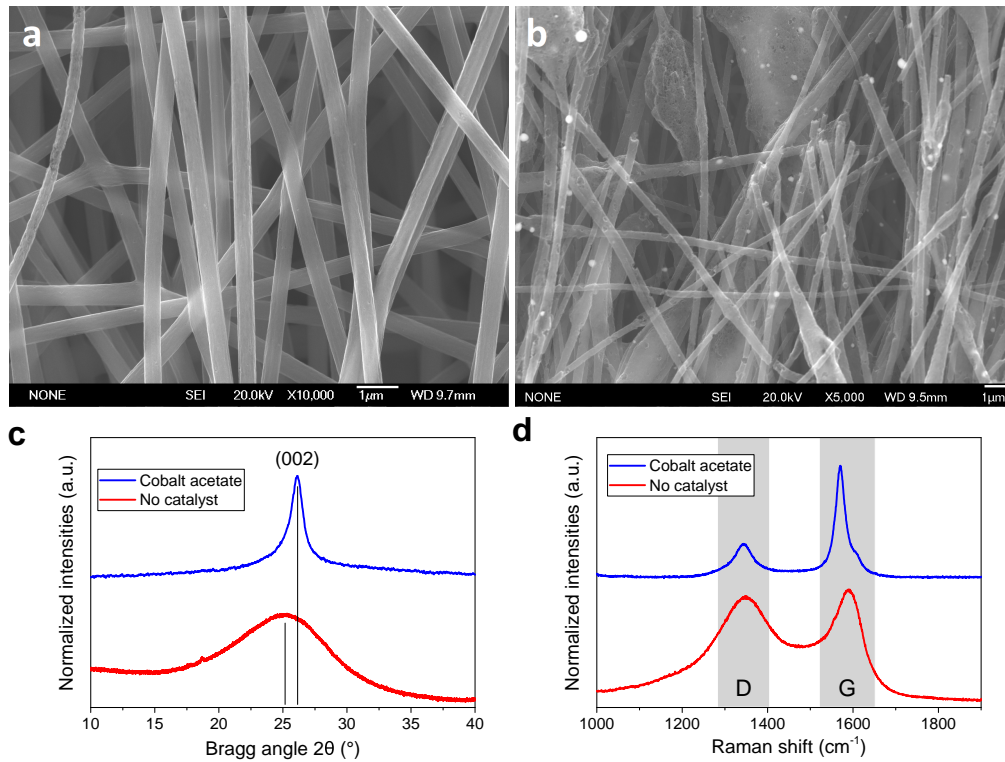 a
NONE SEI 20.0kV X10,000 1μm WD 9.7mm
b
NONE SEI 20.0kV X5,000 1μm WD 9.5mm
c
Normalized intensities (a.u.)
Cobalt acetate
No catalyst
(002)
10 15 20 25 30 35 40
Bragg angle 2θ (°)
d
Normalized intensities (a.u.)
Cobalt acetate
No catalyst
D G
1000 1200 1400 1600 1800
Raman shift (cm⁻¹)